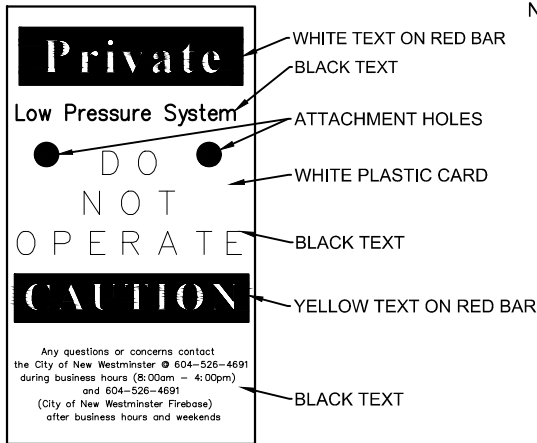 N
Private
WHITE TEXT ON RED BAR
BLACK TEXT
Low Pressure System
ATTACHMENT HOLES
DO
WHITE PLASTIC CARD
NOT
OPERATE
BLACK TEXT
CAUTION
YELLOW TEXT ON RED BAR
Any questions or concerns contact
the City of New Westminster @ 604-526-4691
during business hours (8:00am - 4:00pm)
and 604-526-4691
(City of New Westminster Firebase)
after business hours and weekends
BLACK TEXT